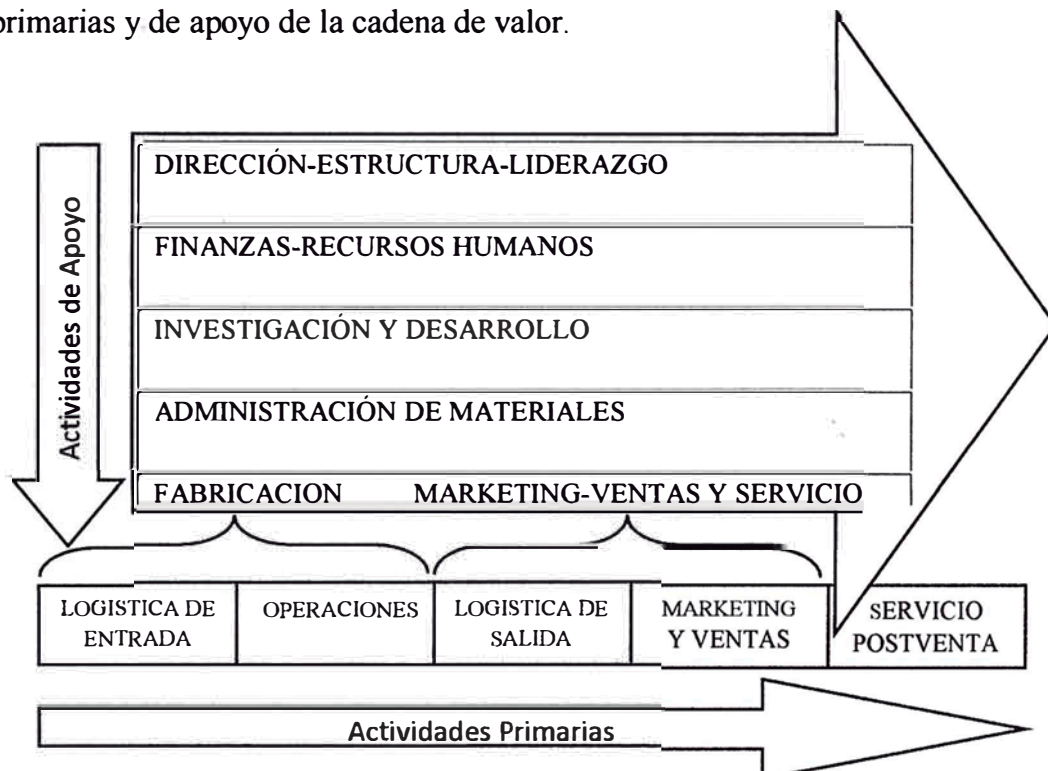 primarias y de apoyo de la cadena de valor.
DIRECCIÓN-ESTRUCTURA-LIDERAZGO
FINANZAS-RECURSOS HUMANOS
INVESTIGACIÓN Y DESARROLLO
ADMINISTRACIÓN DE MATERIALES
Actividades de Apoyo
FABRICACION MARKETING-VENTAS Y SERVICIO
LOGISTICA DE
ENTRADA
OPERACIONES
LOGISTICA DE
SALIDA
MARKETING
Y VENTAS
SERVICIO
POSTVENTA
Actividades Primarias